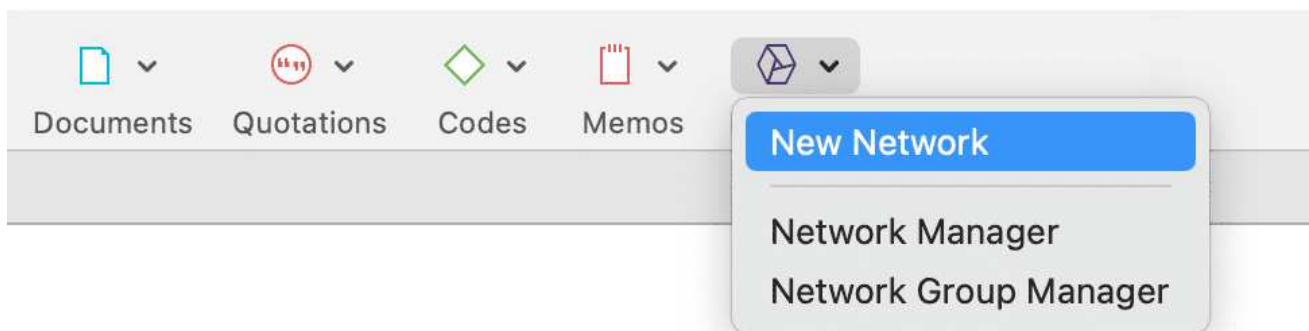 Documents Quotations Codes Memos
New Network
Network Manager
Network Group Manager